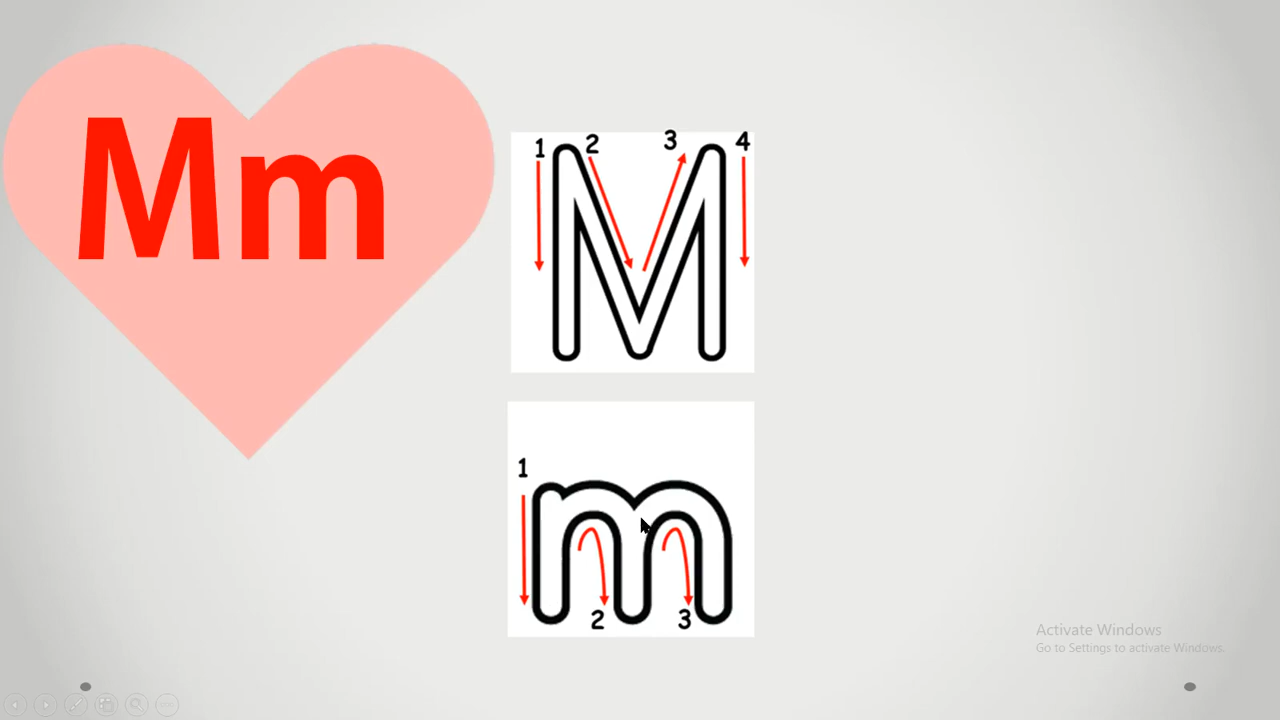 Mm
1 2 3 4
M
1
m
2 3
Activate Windows
Go to Settings to activate Windows.